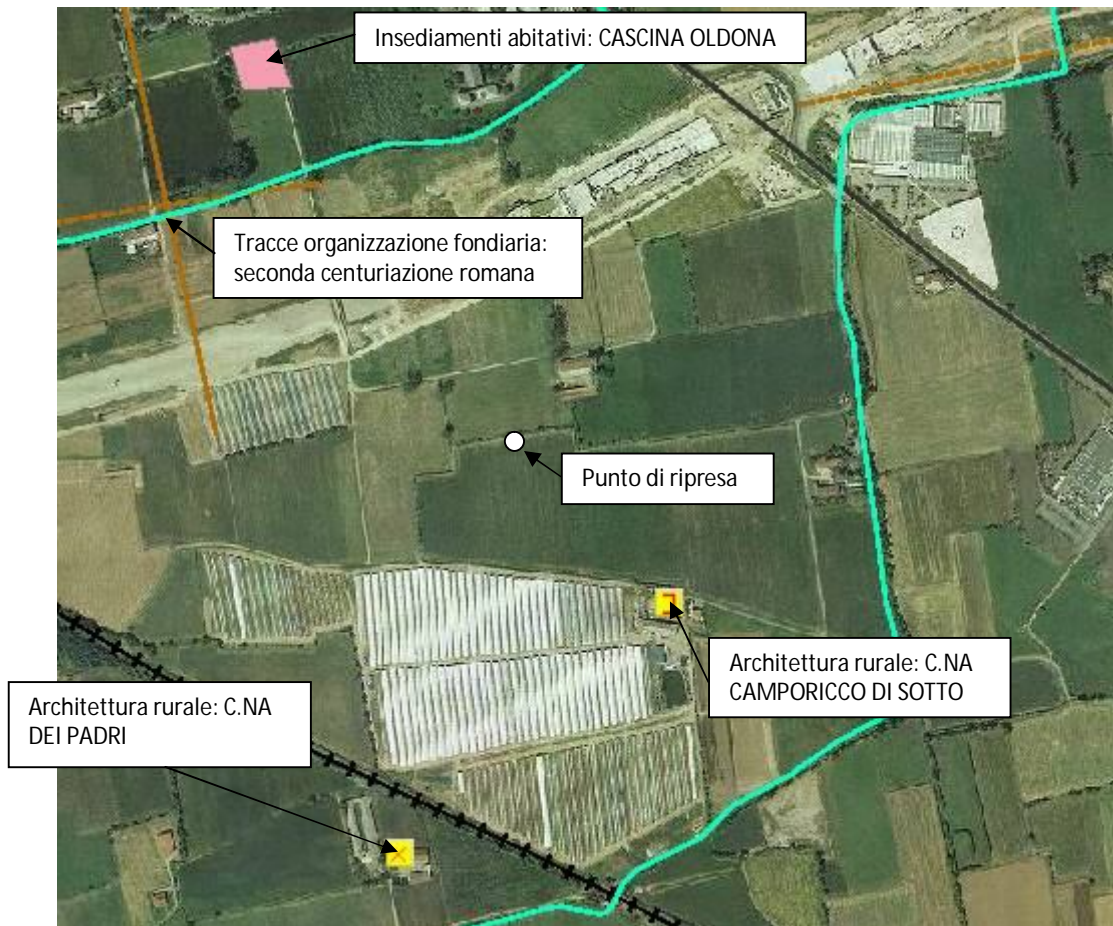 Insediamenti abitativi: CASCINA OLDONA
Tracce organizzazione fondiaria:
seconda centuriazione romana
Punto di ripresa
Architettura rurale: C.NA
CAMPORICCO DI SOTTO
Architettura rurale: C.NA
DEI PADRI